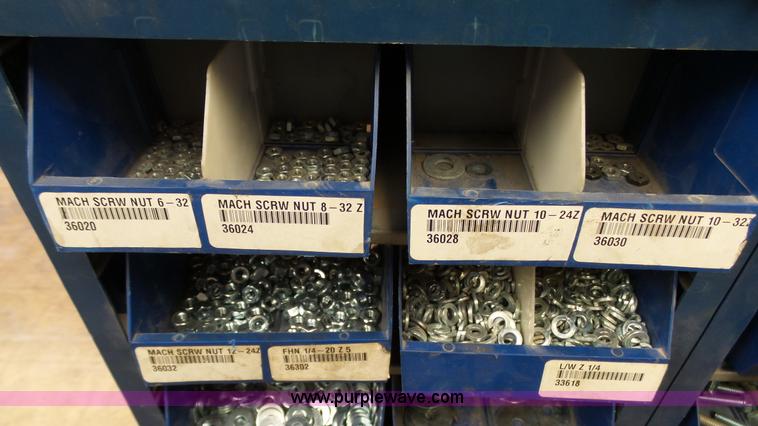 MACH SCRW NUT 6-32
36020
MACH SCRW NUT 8-32 Z
36024
MACH SCRW NUT 10-24Z
36028
MACH SCRW NUT 10-32Z
36030
MACH SCRW NUT 12-24Z
36032
FHN 1/4-20 Z 5
36302
L/W Z 1/4
33618
www.purplewave.com